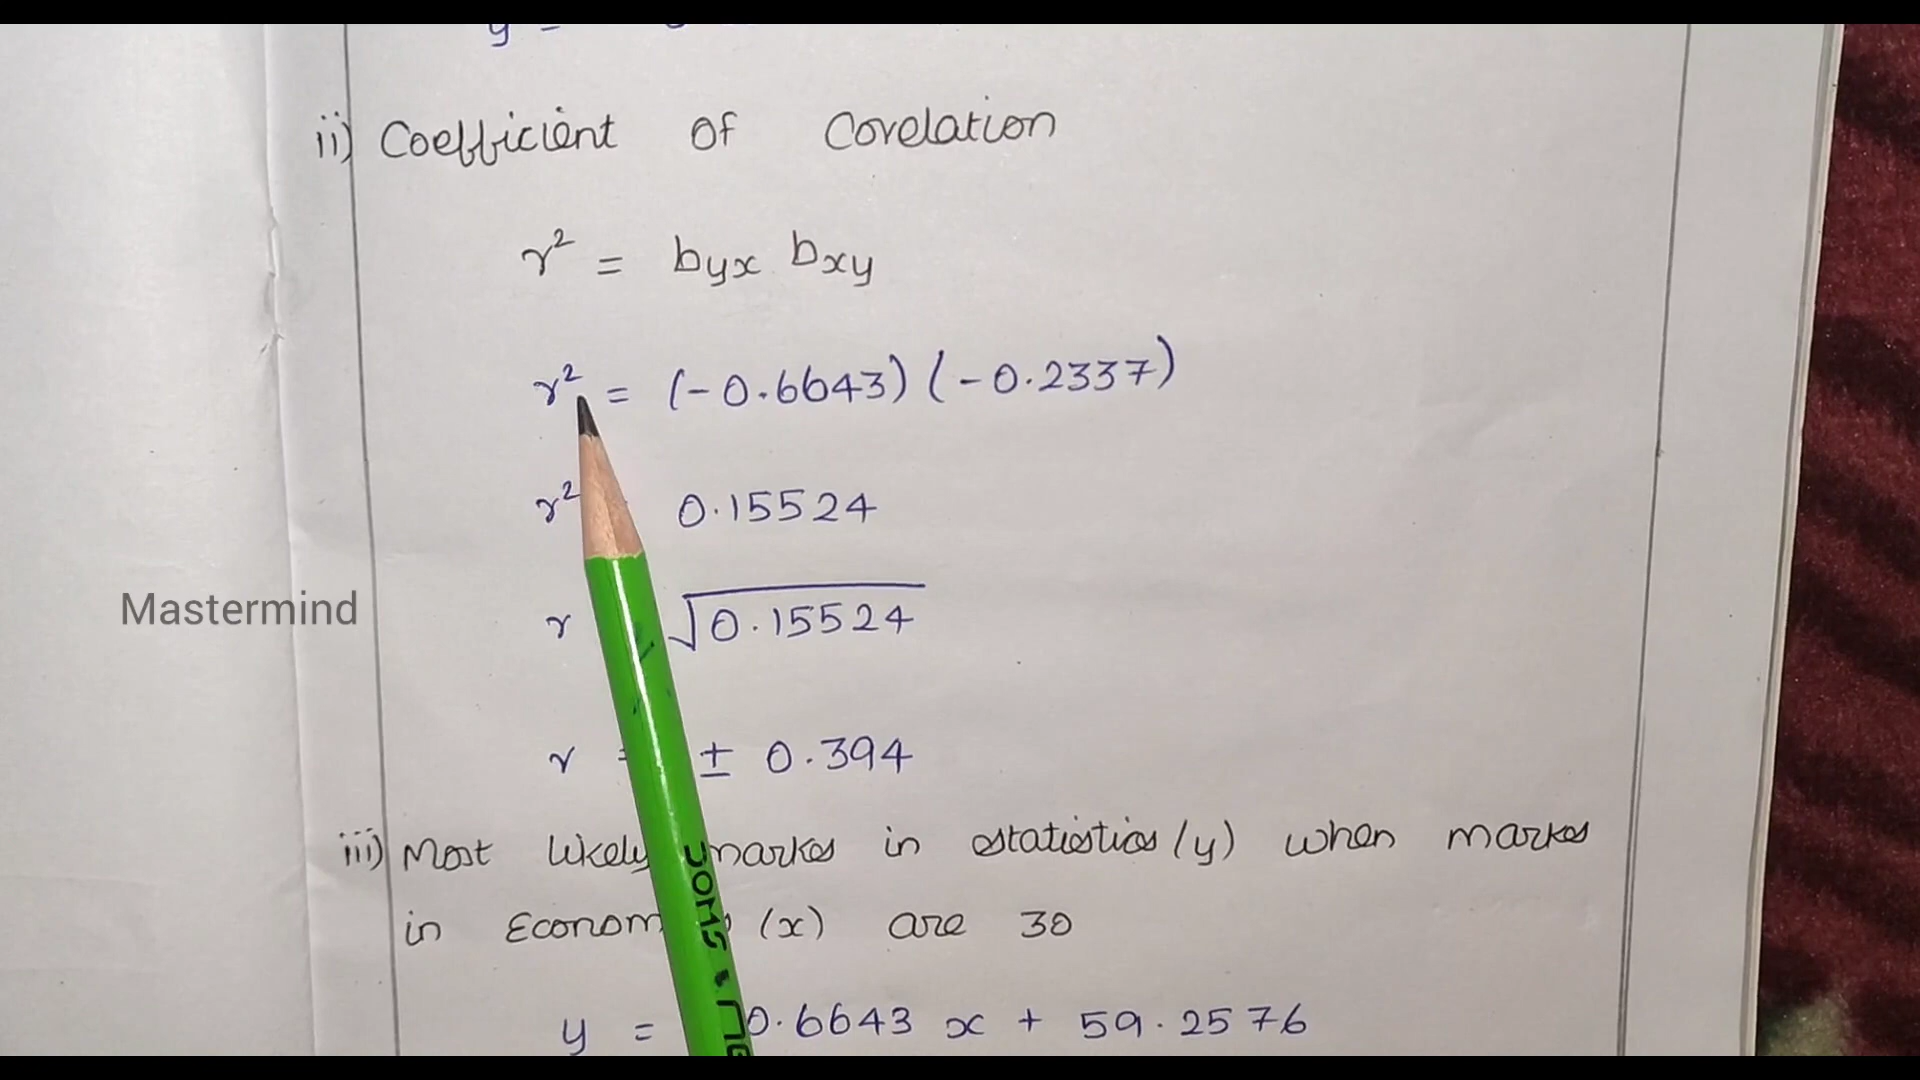 y =
ii) Coefficient Of Corelation
r² = byx bxy
r² = (-0.6643) (-0.2337)
r² 0.15524
Mastermind
r √0.15524
r = ± 0.394
iii) Most likely marks in statistics (y) when marks
in Econom (x) are 30
y = 0.6643 x + 59.2576
DOMS